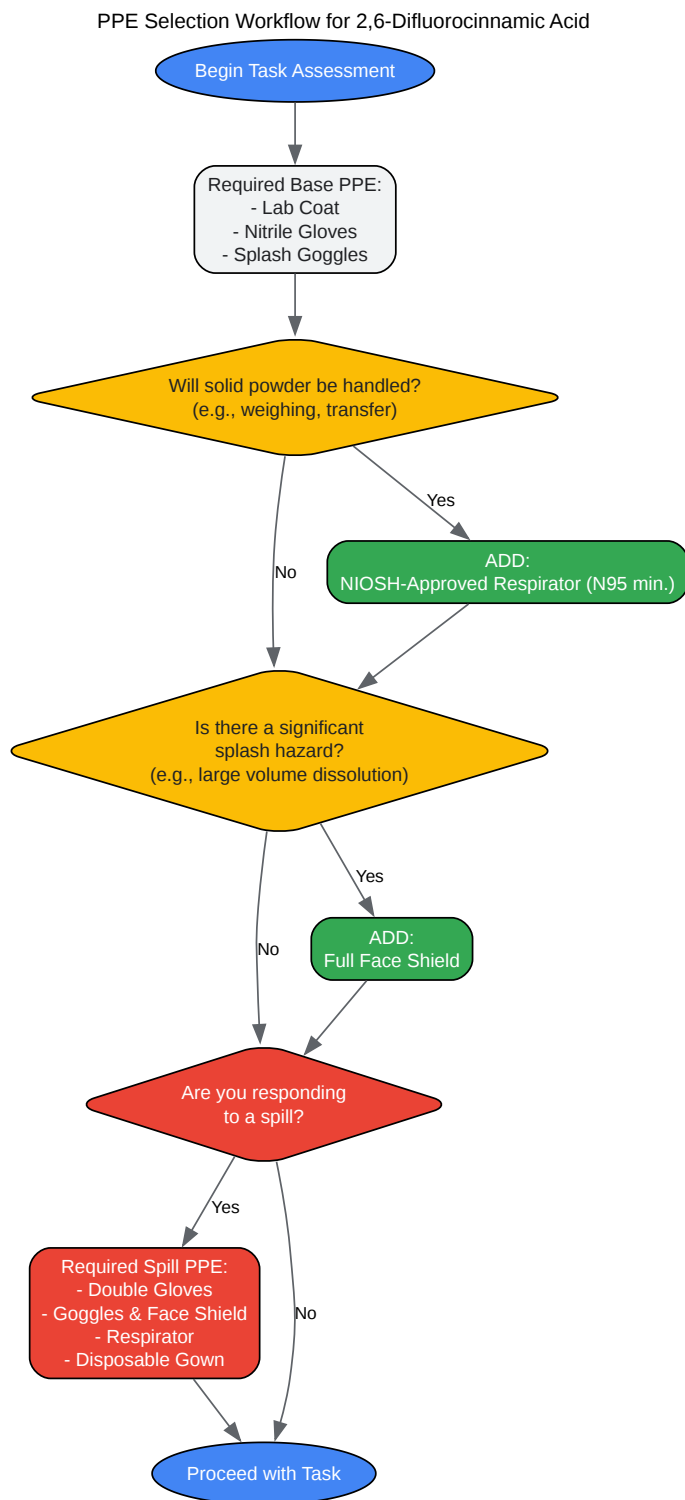 PPE Selection Workflow for 2,6-Difluorocinnamic Acid
Begin Task Assessment
Required Base PPE:
- Lab Coat
- Nitrile Gloves
- Splash Goggles
Will solid powder be handled?
(e.g., weighing, transfer)
Yes
No
ADD:
NIOSH-Approved Respirator (N95 min.)
Is there a significant
splash hazard?
(e.g., large volume dissolution)
Yes
No
ADD:
Full Face Shield
Are you responding
to a spill?
Yes
No
Required Spill PPE:
- Double Gloves
- Goggles & Face Shield
- Respirator
- Disposable Gown
Proceed with Task